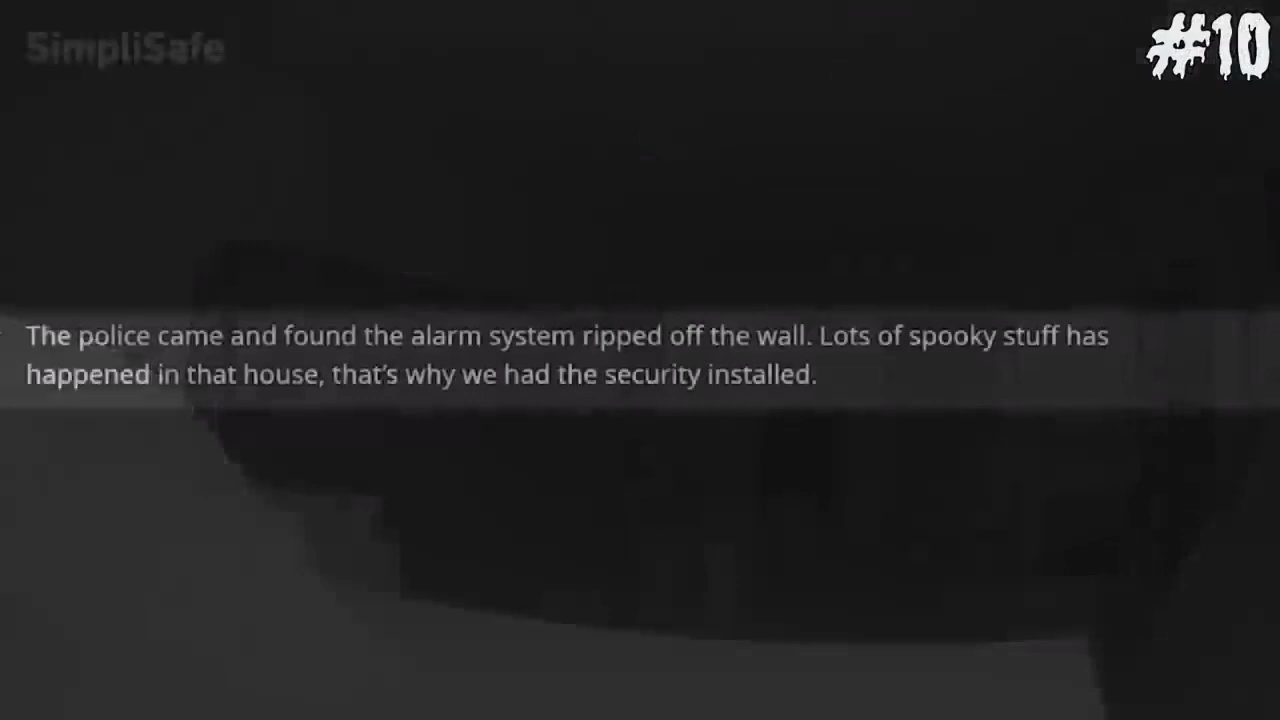 SimpliSafe
#10
The police came and found the alarm system ripped off the wall. Lots of spooky stuff has
happened in that house, that's why we had the security installed.